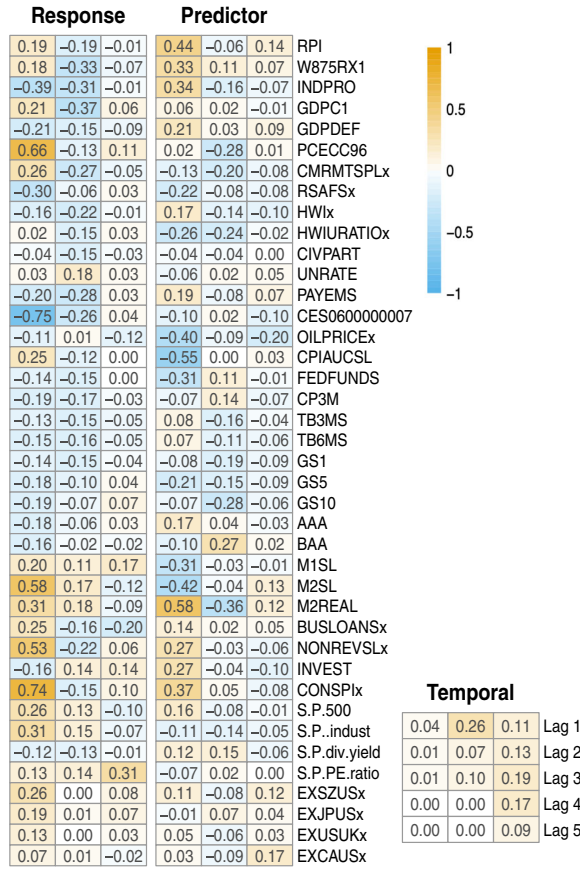 Response Predictor
0.19 −0.19 −0.01 0.44 −0.06 0.14 RPI
0.18 −0.33 −0.07 0.33 0.11 0.07 W875RX1
−0.39 −0.31 −0.01 0.34 −0.16 −0.07 INDPRO
0.21 −0.37 0.06 0.06 0.02 −0.01 GDPC1
−0.21 −0.15 −0.09 0.21 0.03 0.09 GDPDEF
0.66 −0.13 0.11 0.02 −0.28 0.01 PCECC96
0.26 −0.27 −0.05 −0.13 −0.20 −0.08 CMRMTSPLx
−0.30 −0.06 0.03 −0.22 −0.08 −0.08 RSAFSx
−0.16 −0.22 −0.01 0.17 −0.14 −0.10 HWIx
0.02 −0.15 0.03 −0.26 −0.24 −0.02 HWIURATIOx
−0.04 −0.15 −0.03 −0.04 −0.04 0.00 CIVPART
0.03 0.18 0.03 −0.06 0.02 0.05 UNRATE
−0.20 −0.28 0.03 0.19 −0.08 0.07 PAYEMS
−0.75 −0.26 0.04 −0.10 0.02 −0.10 CES0600000007
−0.11 0.01 −0.12 −0.40 −0.09 −0.20 OILPRICEx
0.25 −0.12 0.00 −0.55 0.00 0.03 CPIAUCSL
−0.14 −0.15 0.00 −0.31 0.11 −0.01 FEDFUNDS
−0.19 −0.17 −0.03 −0.07 0.14 −0.07 CP3M
−0.13 −0.15 −0.05 0.08 −0.16 −0.04 TB3MS
−0.15 −0.16 −0.05 0.07 −0.11 −0.06 TB6MS
−0.14 −0.15 −0.04 −0.08 −0.19 −0.09 GS1
−0.18 −0.10 0.04 −0.21 −0.15 −0.09 GS5
−0.19 −0.07 0.07 −0.07 −0.28 −0.06 GS10
−0.18 −0.06 0.03 0.17 0.04 −0.03 AAA
−0.16 −0.02 −0.02 −0.10 0.27 0.02 BAA
0.20 0.11 0.17 −0.31 −0.03 −0.01 M1SL
0.58 0.17 −0.12 −0.42 −0.04 0.13 M2SL
0.31 0.18 −0.09 0.58 −0.36 0.12 M2REAL
0.25 −0.16 −0.20 0.14 0.02 0.05 BUSLOANSx
0.53 −0.22 0.06 0.27 −0.03 −0.06 NONREVSLx
−0.16 0.14 0.14 0.27 −0.04 −0.10 INVEST
0.74 −0.15 0.10 0.37 0.05 −0.08 CONSPIx
0.26 0.13 −0.10 0.16 −0.08 −0.01 S.P.500
0.31 0.15 −0.07 −0.11 −0.14 −0.05 S.P..indust
−0.12 −0.13 −0.01 0.12 0.15 −0.06 S.P.div.yield
0.13 0.14 0.31 −0.07 0.02 0.00 S.P.PE.ratio
0.26 0.00 0.08 0.11 −0.08 0.12 EXSZUSx
0.19 0.01 0.07 −0.01 0.07 0.04 EXJPUSx
0.13 0.00 0.03 0.05 −0.06 0.03 EXUSUKx
0.07 0.01 −0.02 0.03 −0.09 0.17 EXCAUSx
1
0.5
0
−0.5
−1
Temporal
0.04 0.26 0.11 Lag 1
0.01 0.07 0.13 Lag 2
0.01 0.10 0.19 Lag 3
0.00 0.00 0.17 Lag 4
0.00 0.00 0.09 Lag 5